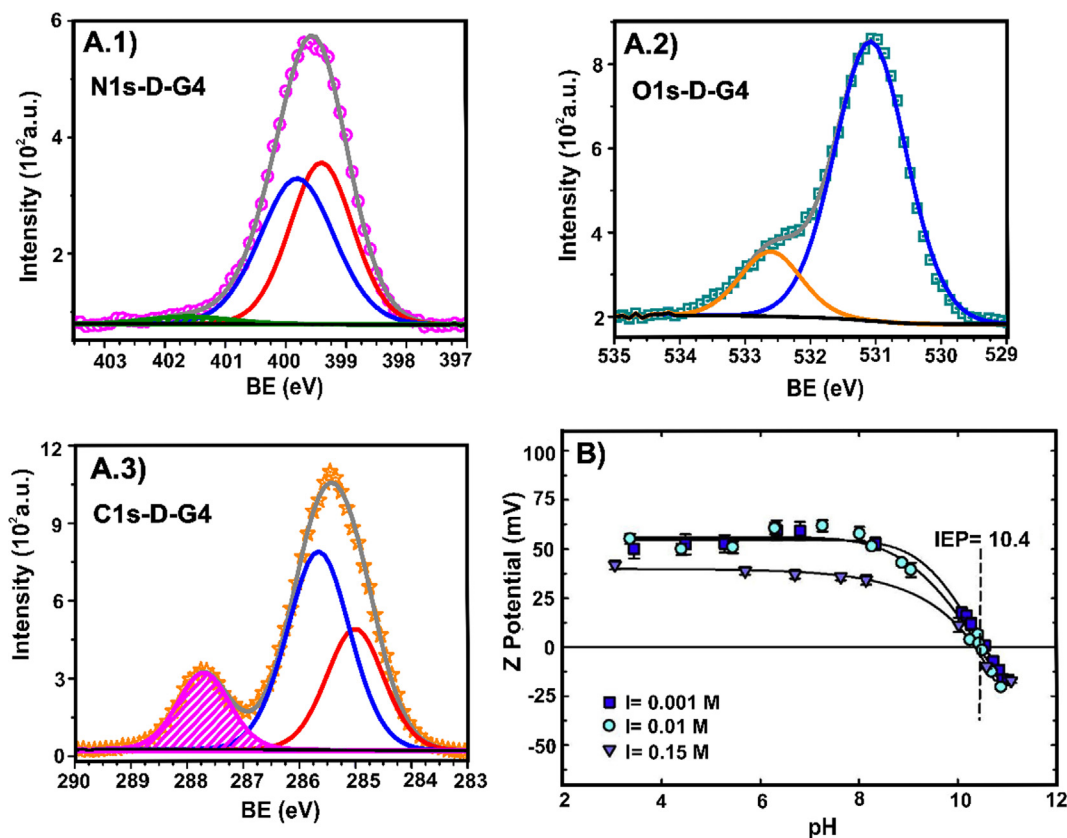 A.1)
N1s-D-G4
Intensity (10²a.u.)
6
4
2
403 402 401 400 399 398 397
BE (eV)
A.2)
O1s-D-G4
Intensity (10²a.u.)
8
6
4
2
535 534 533 532 531 530 529
BE (eV)
A.3)
C1s-D-G4
Intensity (10²a.u.)
12
9
6
3
0
290 289 288 287 286 285 284 283
BE (eV)
B)
Z Potential (mV)
100
75
50
25
0
-25
-50
IEP= 10.4
I= 0.001 M
I= 0.01 M
I= 0.15 M
2 4 6 8 10 12
pH